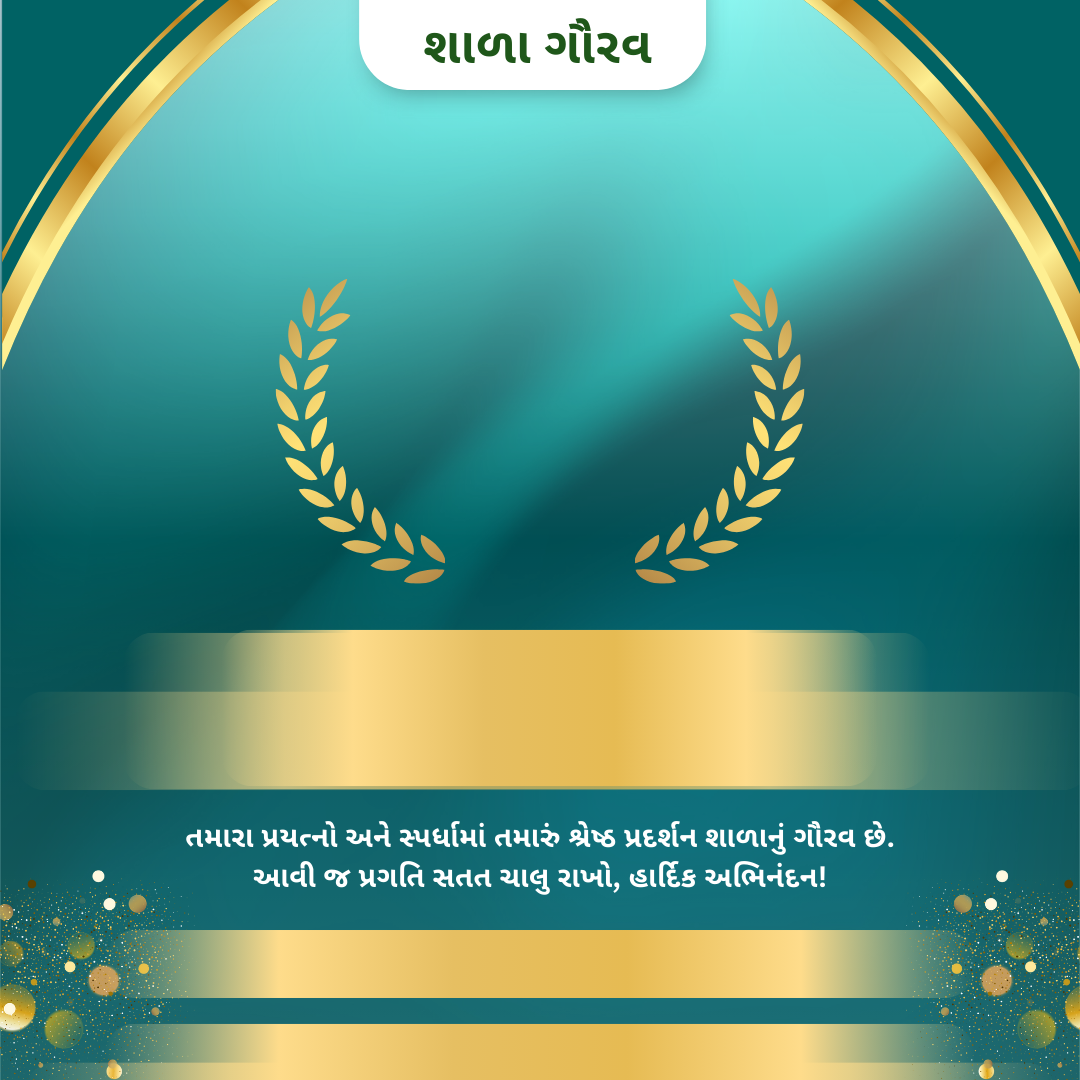 શાળા ગૌરવ
તમારા પ્રયત્નો અને સ્પર્ધામાં તમારું શ્રેષ્ઠ પ્રદર્શન શાળાનું ગૌરવ છે.
આવી જ પ્રગતિ સતત ચાલુ રાખો, હાર્દિક અભિનંદન!